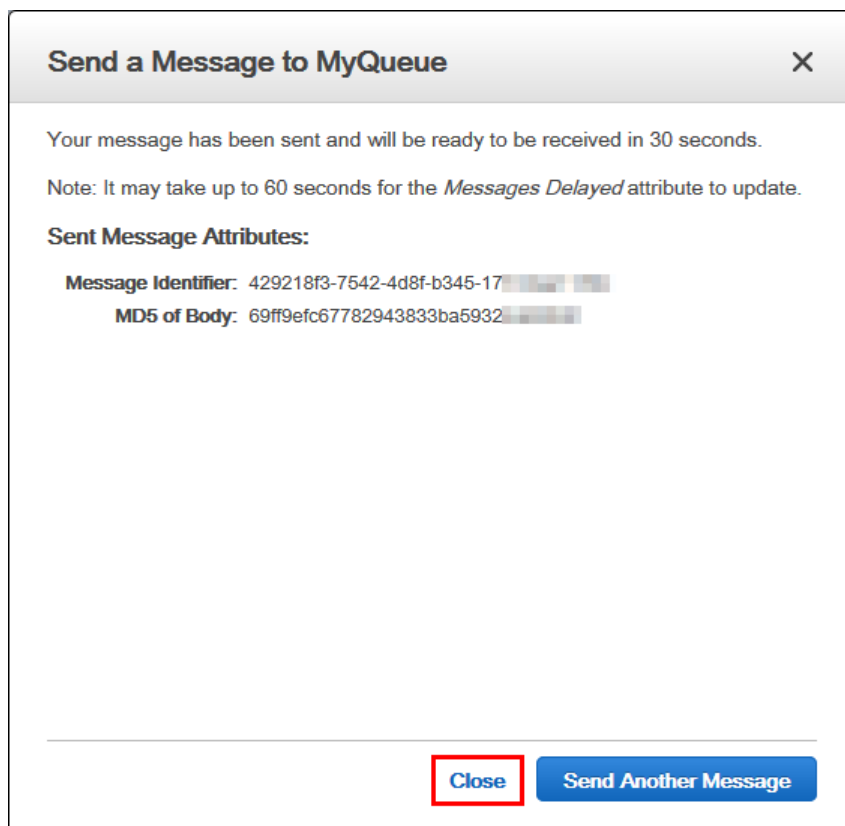 Send a Message to MyQueue
Your message has been sent and will be ready to be received in 30 seconds.
Note: It may take up to 60 seconds for the Messages Delayed attribute to update.
Sent Message Attributes:
Message Identifier: 429218f3-7542-4d8f-b345-17
MD5 of Body: 69ff9efc67782943833ba5932
Close Send Another Message